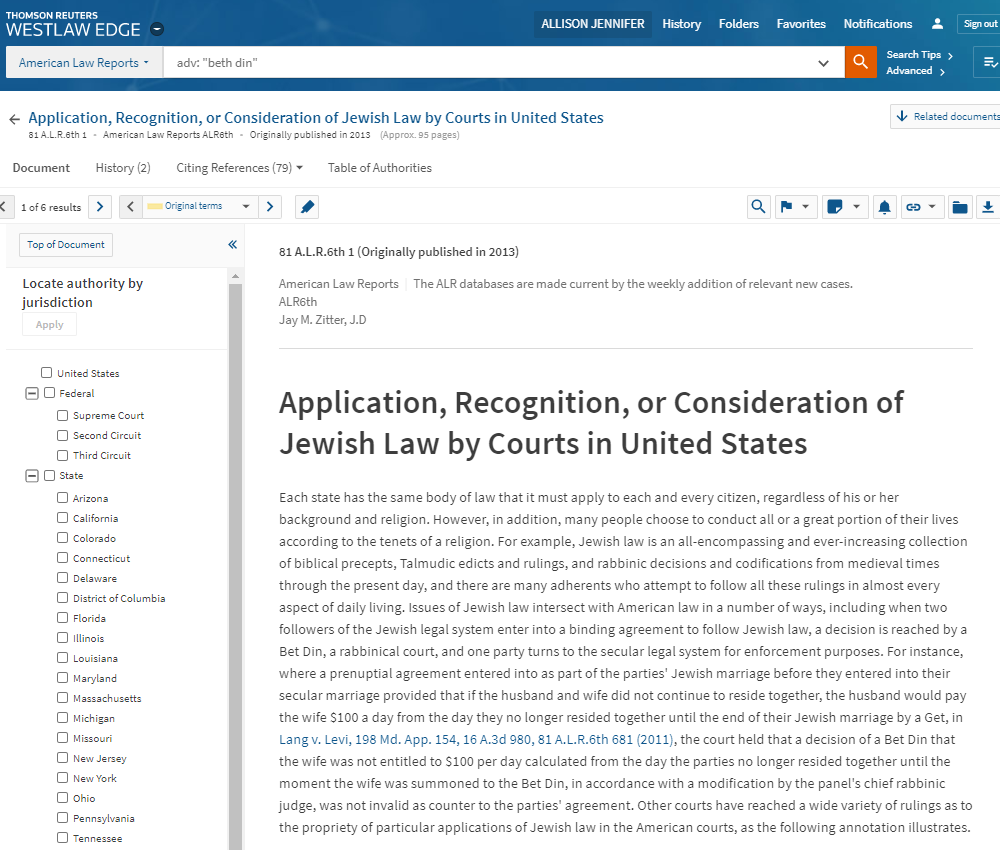 THOMSON REUTERS
WESTLAW EDGE
ALLISON JENNIFER History Folders Favorites Notifications Sign out
American Law Reports adv: "beth din" Search Tips
Advanced
Application, Recognition, or Consideration of Jewish Law by Courts in United States
81 A.L.R.6th 1 - American Law Reports ALR6th - Originally published in 2013 (Approx. 95 pages)
Related documents
Document History (2) Citing References (79) Table of Authorities
1 of 6 results Original terms
Top of Document
Locate authority by
jurisdiction
Apply
United States
Federal
Supreme Court
Second Circuit
Third Circuit
State
Arizona
California
Colorado
Connecticut
Delaware
District of Columbia
Florida
Illinois
Louisiana
Maryland
Massachusetts
Michigan
Missouri
New Jersey
New York
Ohio
Pennsylvania
Tennessee
81 A.L.R.6th 1 (Originally published in 2013)
American Law Reports | The ALR databases are made current by the weekly addition of relevant new cases.
ALR6th
Jay M. Zitter, J.D
Application, Recognition, or Consideration of
Jewish Law by Courts in United States
Each state has the same body of law that it must apply to each and every citizen, regardless of his or her
background and religion. However, in addition, many people choose to conduct all or a great portion of their lives
according to the tenets of a religion. For example, Jewish law is an all-encompassing and ever-increasing collection
of biblical precepts, Talmudic edicts and rulings, and rabbinic decisions and codifications from medieval times
through the present day, and there are many adherents who attempt to follow all these rulings in almost every
aspect of daily living. Issues of Jewish law intersect with American law in a number of ways, including when two
followers of the Jewish legal system enter into a binding agreement to follow Jewish law, a decision is reached by a
Bet Din, a rabbinical court, and one party turns to the secular legal system for enforcement purposes. For instance,
where a prenuptial agreement entered into as part of the parties' Jewish marriage before they entered into their
secular marriage provided that if the husband and wife did not continue to reside together, the husband would pay
the wife $100 a day from the day they no longer resided together until the end of their Jewish marriage by a Get, in
Lang v. Levi, 198 Md. App. 154, 16 A.3d 980, 81 A.L.R.6th 681 (2011), the court held that a decision of a Bet Din that
the wife was not entitled to $100 per day calculated from the day the parties no longer resided together until the
moment the wife was summoned to the Bet Din, in accordance with a modification by the panel's chief rabbinic
judge, was not invalid as counter to the parties' agreement. Other courts have reached a wide variety of rulings as to
the propriety of particular applications of Jewish law in the American courts, as the following annotation illustrates.